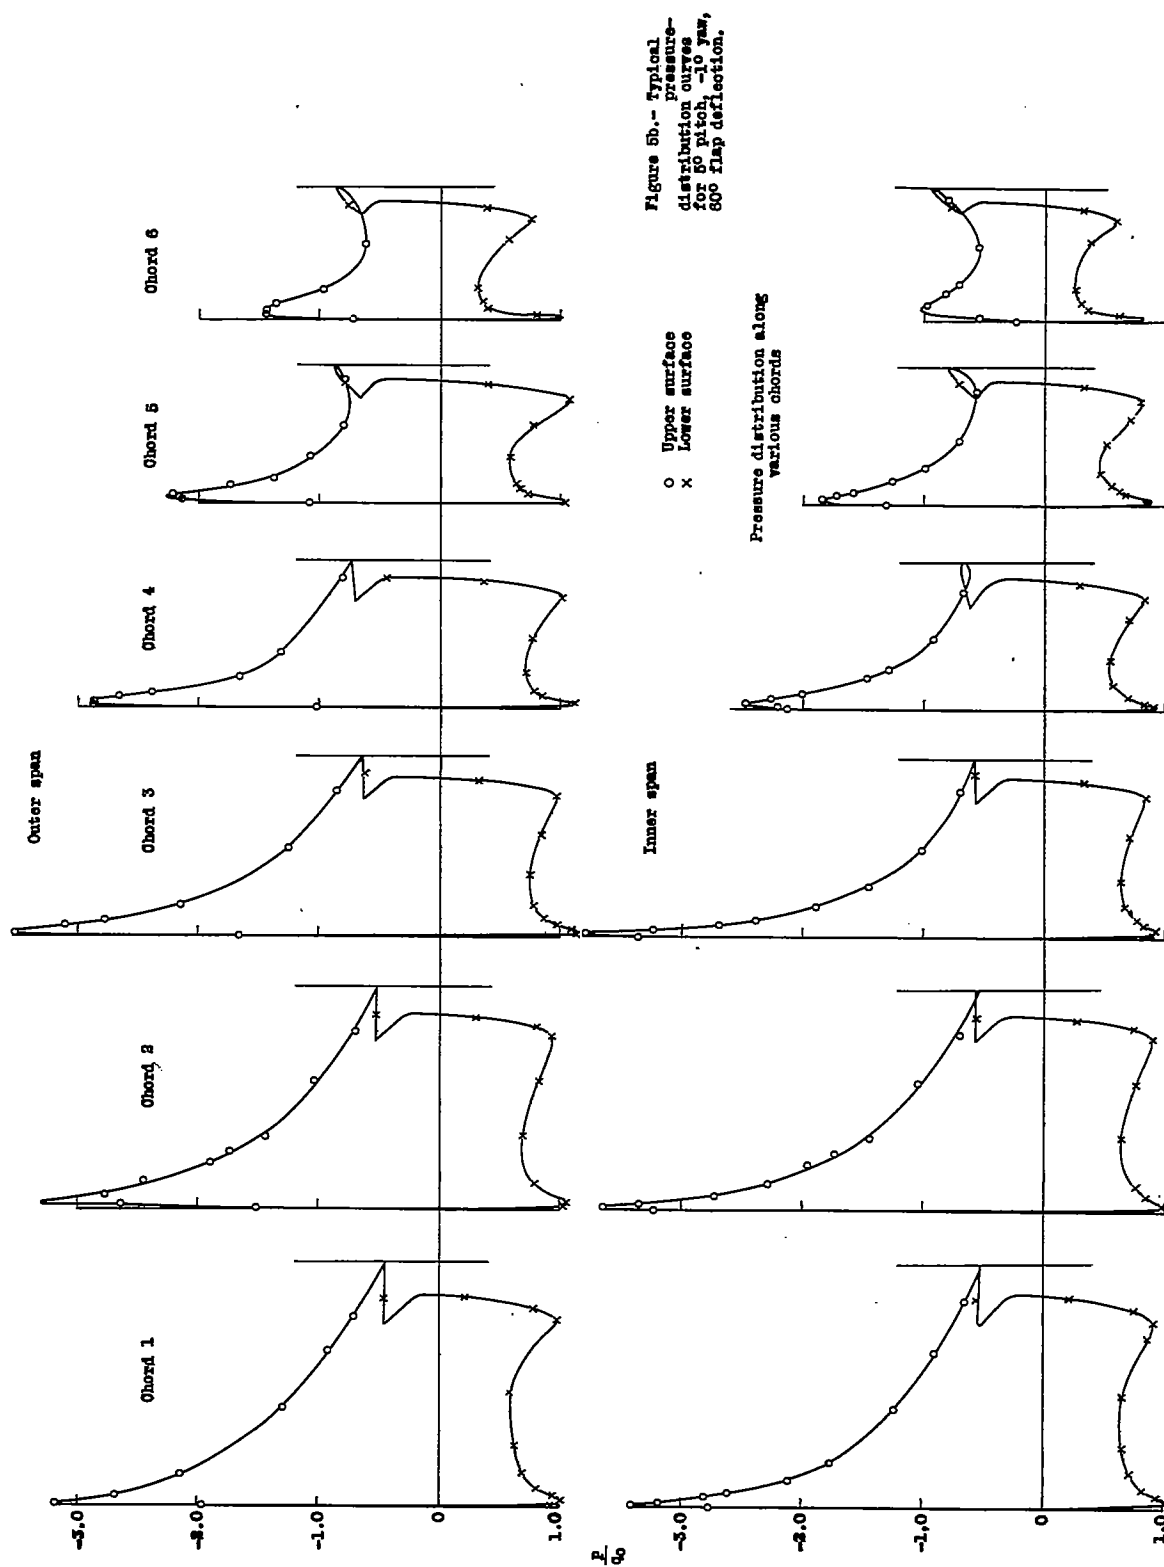 Outer span
Chord 1
Chord 2
Chord 3
Chord 4
Chord 5
Chord 6
-3.0
-2.0
-1.0
0
1.0
P
q0
o Upper surface
x Lower surface
Figure 5b.- Typical
pressure-
distribution curves
for 5° pitch, -10° yaw,
60° flap deflection.
Inner span
Pressure distribution along
various chords
-3.0
-2.0
-1.0
0
1.0